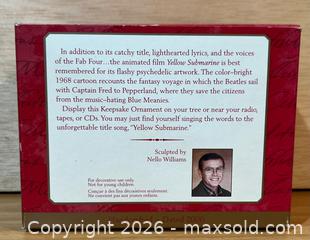 In addition to its catchy title, lighthearted lyrics, and the voices
of the Fab Four…the animated film Yellow Submarine is best
remembered for its flashy psychedelic artwork. The color-bright
1968 cartoon recounts the fantasy voyage in which the Beatles sail
with Captain Fred to Pepperland, where they save the citizens
from the music-hating Blue Meanies.
Display this Keepsake Ornament on your tree or near your radio,
tapes, or CDs. You may just find yourself singing the words to the
unforgettable title song, "Yellow Submarine."
Sculpted by
Nello Williams
For decorative use only.
Not for young children.
Conçue à des fins décoratives seulement.
Ne convient pas aux jeunes enfants.
Dated 2000
Copyright 2026 - maxsold.com